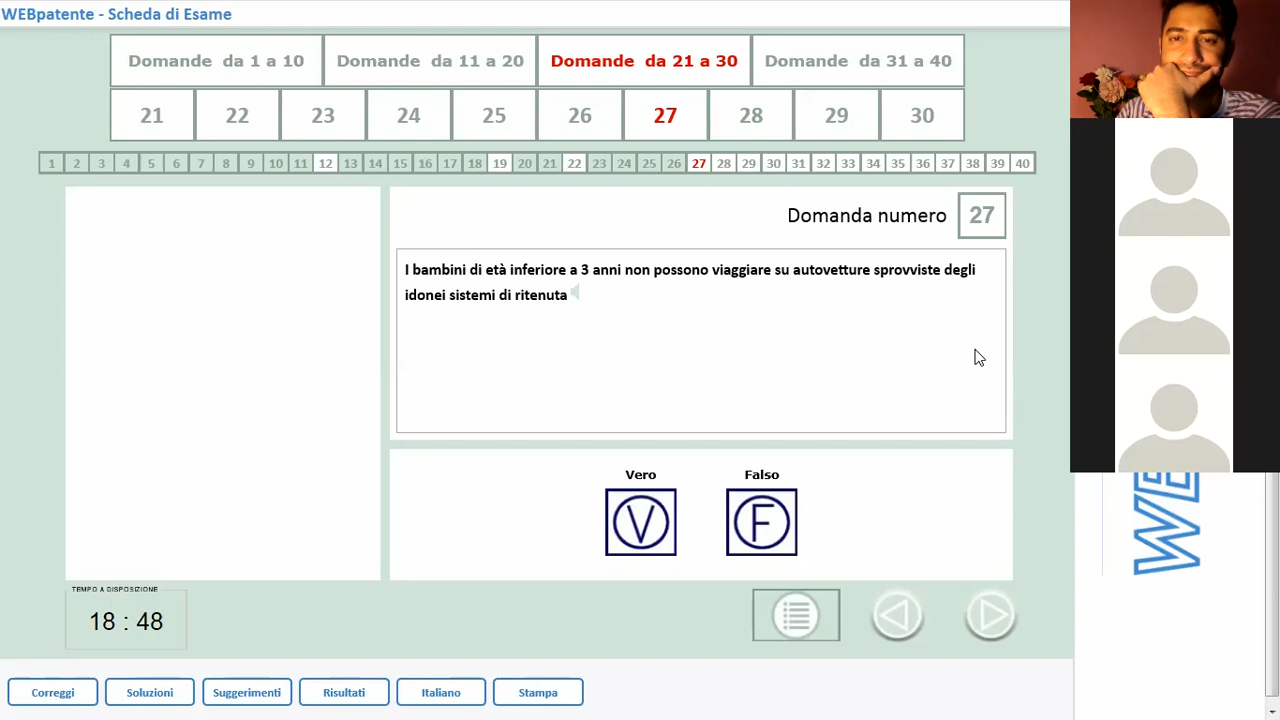 WEBpatente - Scheda di Esame
Domande da 1 a 10
Domande da 11 a 20
Domande da 21 a 30
Domande da 31 a 40
21 22 23 24 25 26 27 28 29 30
1 2 3 4 5 6 7 8 9 10 11 12 13 14 15 16 17 18 19 20 21 22 23 24 25 26 27 28 29 30 31 32 33 34 35 36 37 38 39 40
Domanda numero 27
I bambini di età inferiore a 3 anni non possono viaggiare su autovetture sprovviste degli
idonei sistemi di ritenuta
Vero Falso
V F
TEMPO A DISPOSIZIONE
18 : 48
WE
Correggi Soluzioni Suggerimenti Risultati Italiano Stampa